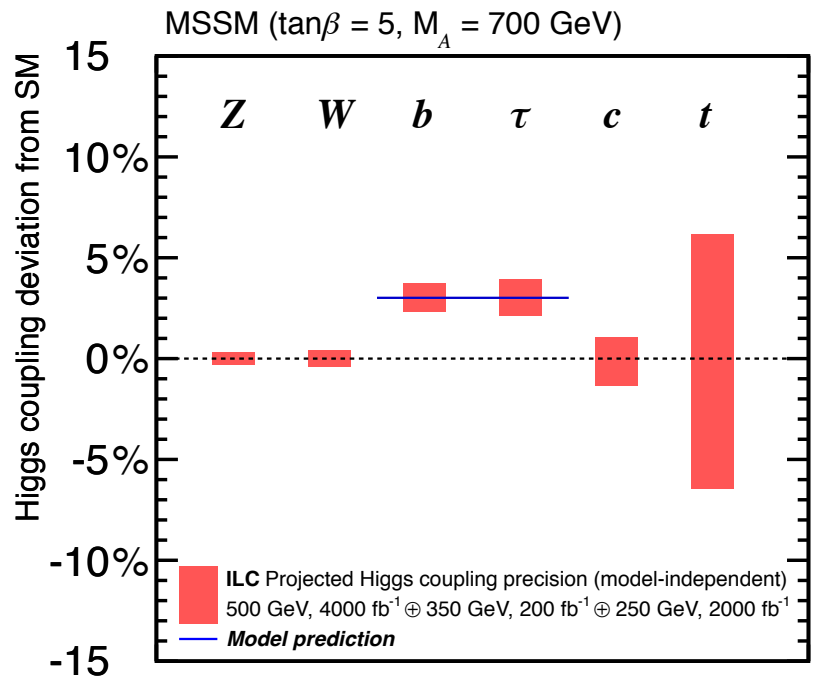 MSSM (tanβ = 5, M_A = 700 GeV)
Higgs coupling deviation from SM
15
10%
5%
0%
-5%
-10%
-15
Z W b τ c t
ILC Projected Higgs coupling precision (model-independent)
500 GeV, 4000 fb⁻¹ ⊕ 350 GeV, 200 fb⁻¹ ⊕ 250 GeV, 2000 fb⁻¹
Model prediction